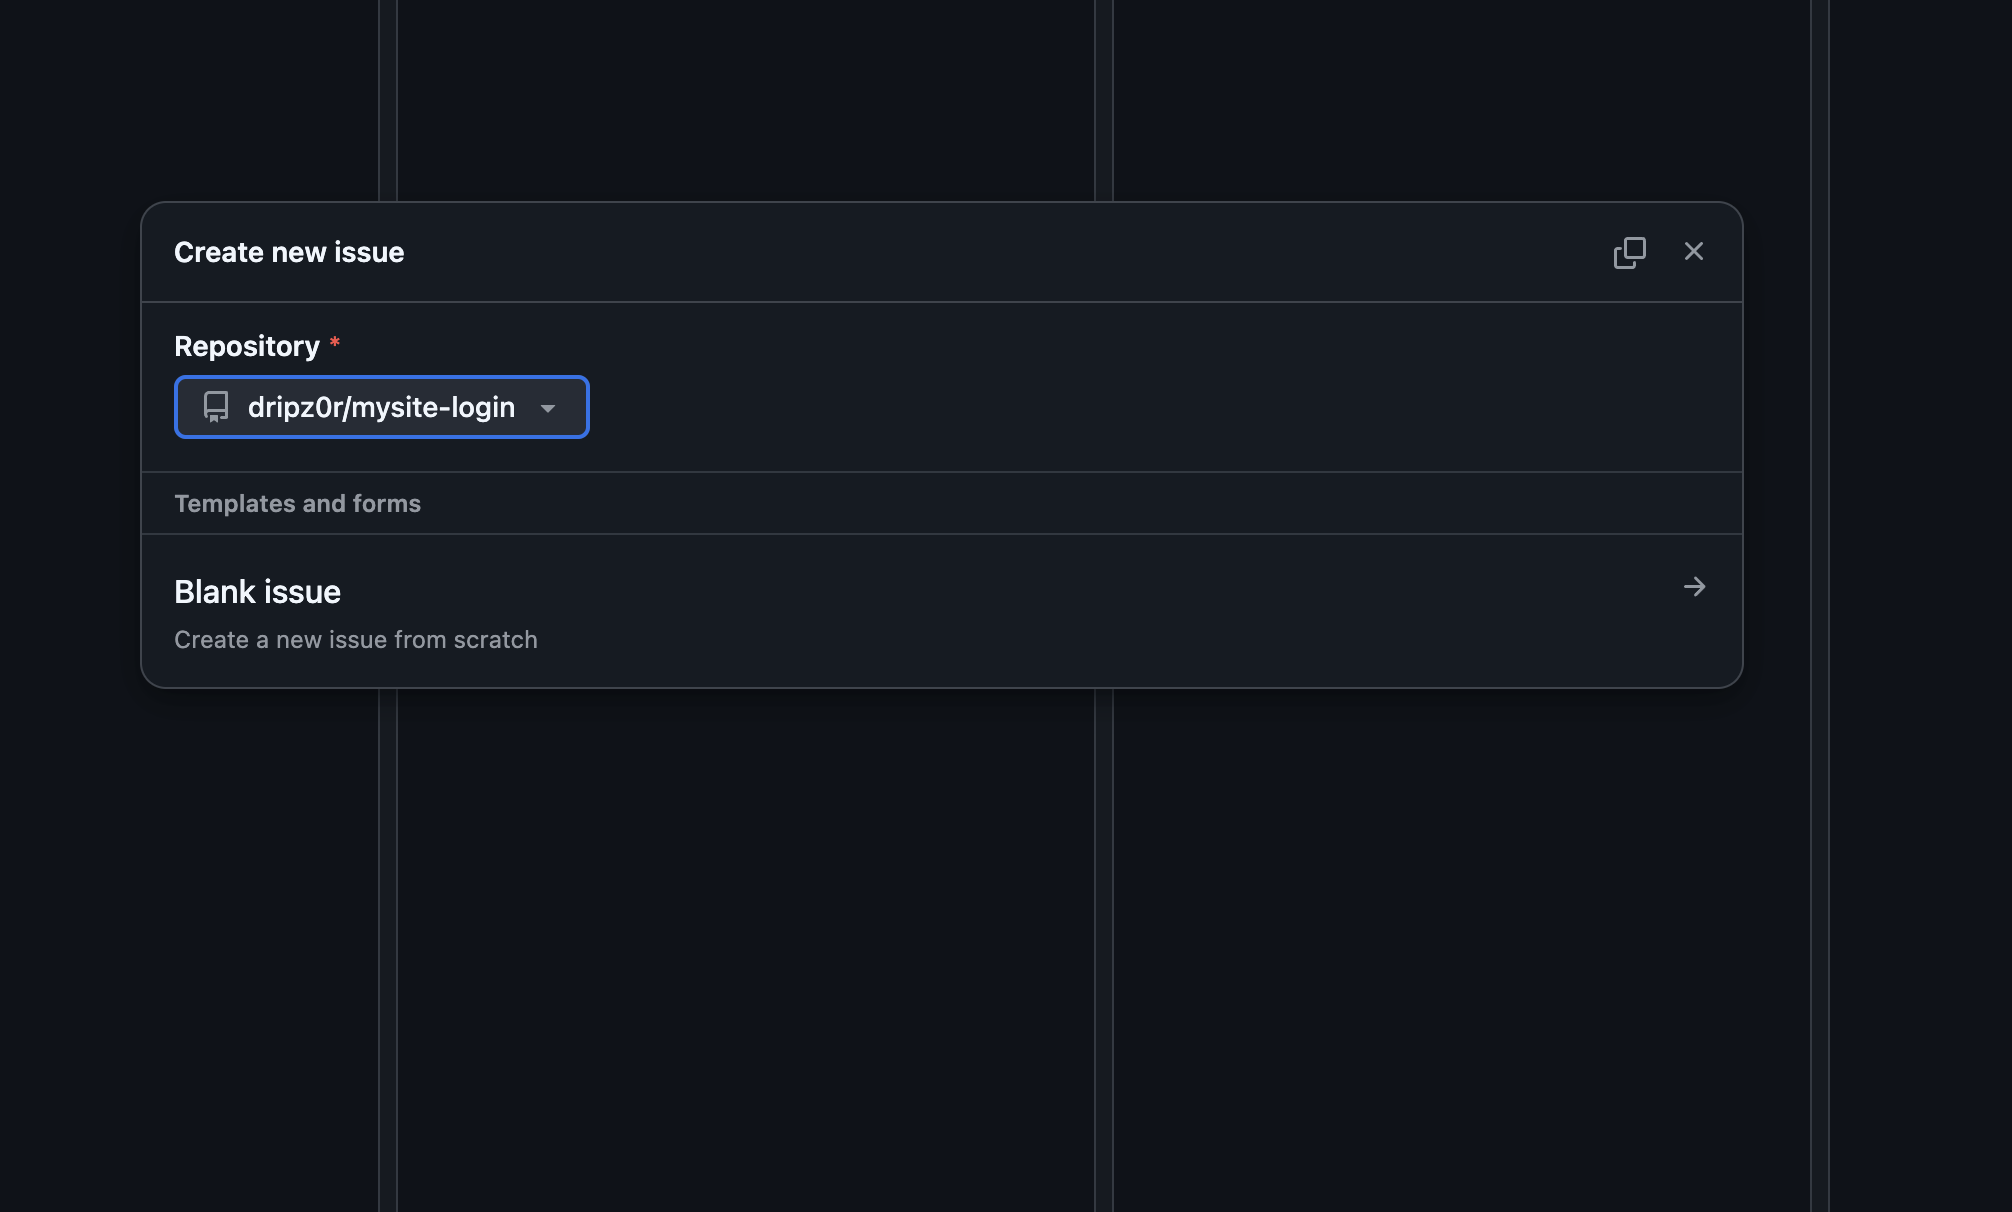 Create new issue
Repository *
dripz0r/mysite-login
Templates and forms
Blank issue
Create a new issue from scratch